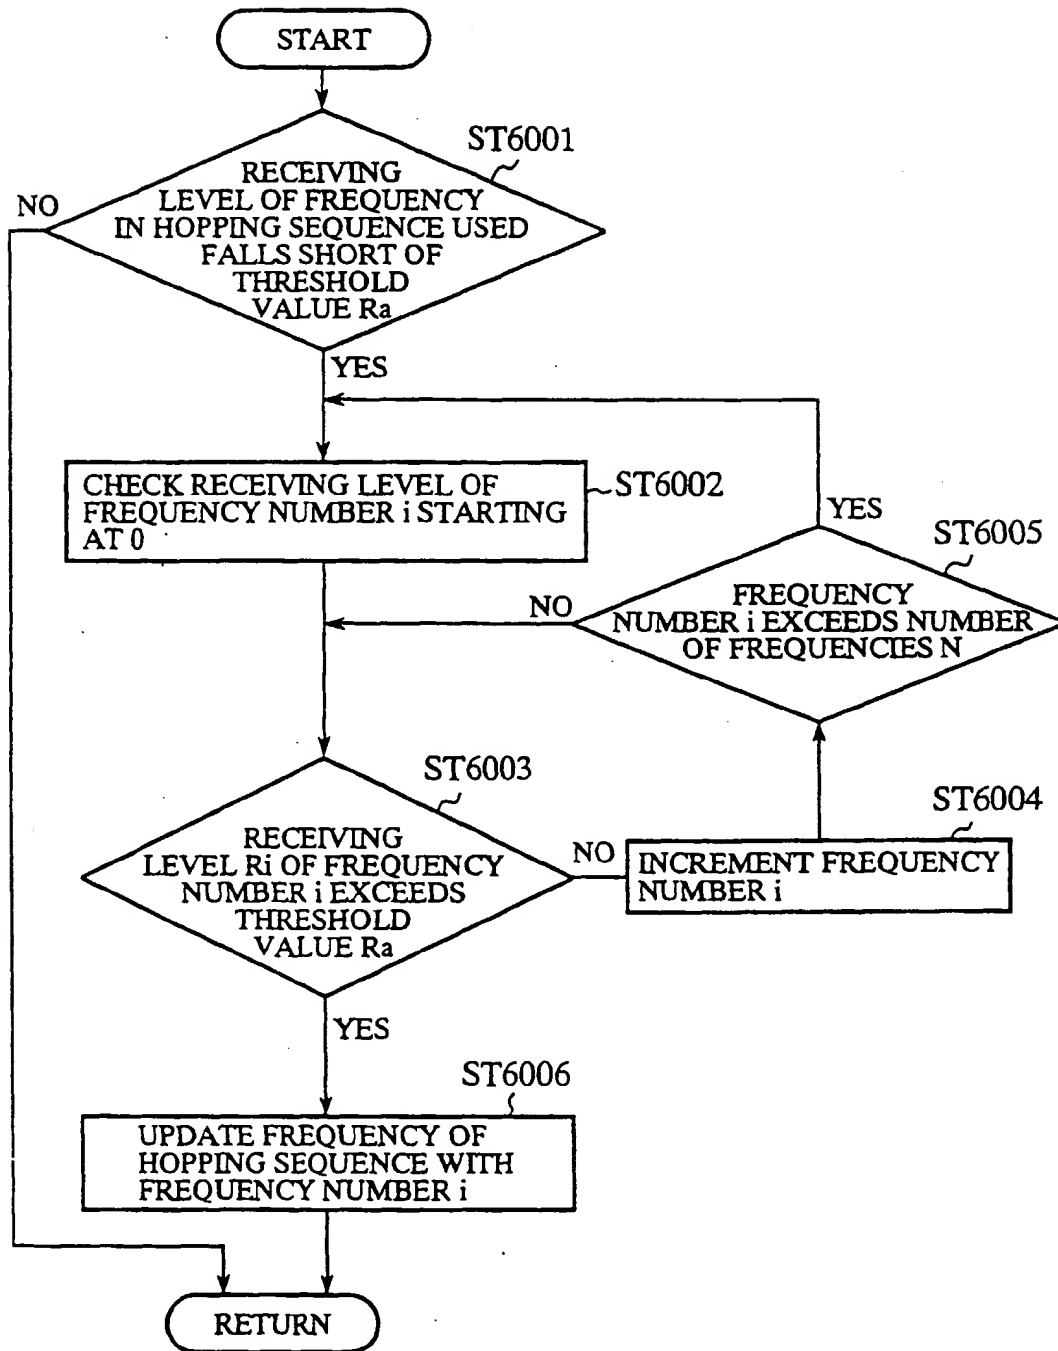 START
ST6001
RECEIVING
LEVEL OF FREQUENCY
IN HOPPING SEQUENCE USED
FALLS SHORT OF
THRESHOLD
VALUE Ra
NO
YES
CHECK RECEIVING LEVEL OF
FREQUENCY NUMBER i STARTING
AT 0
ST6002
YES
ST6005
NO
FREQUENCY
NUMBER i EXCEEDS NUMBER
OF FREQUENCIES N
ST6003
RECEIVING
LEVEL Ri OF FREQUENCY
NUMBER i EXCEEDS
THRESHOLD
VALUE Ra
NO
ST6004
INCREMENT FREQUENCY
NUMBER i
YES
ST6006
UPDATE FREQUENCY OF
HOPPING SEQUENCE WITH
FREQUENCY NUMBER i
RETURN